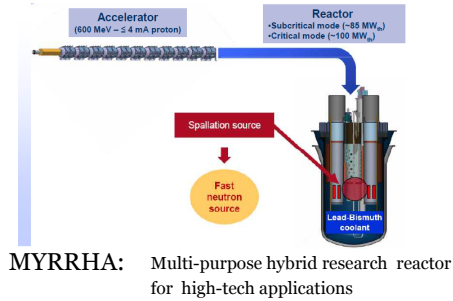 Accelerator
(600 MeV – ≤ 4 mA proton)
Reactor
•Subcritical mode (~85 MWth)
•Critical mode (~100 MWth)
Spallation source
Fast
neutron
source
Lead-Bismuth
coolant
MYRRHA: Multi-purpose hybrid research reactor
for high-tech applications